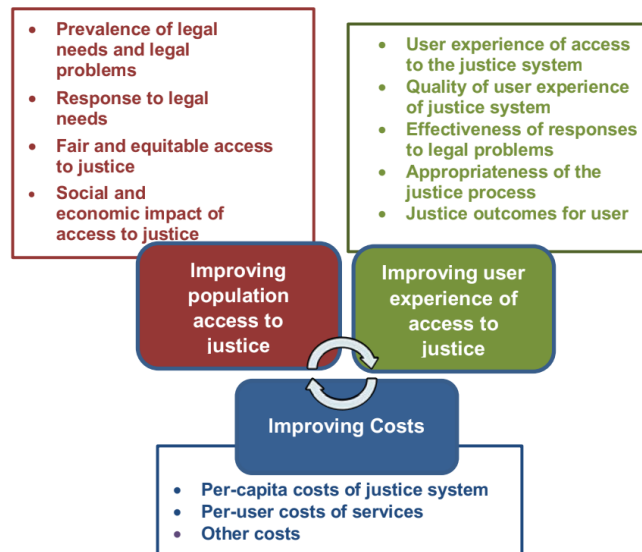 • Prevalence of legal
needs and legal
problems
• Response to legal
needs
• Fair and equitable access
to justice
• Social and
economic impact of
access to justice
• User experience of access
to the justice system
• Quality of user experience
of justice system
• Effectiveness of responses
to legal problems
• Appropriateness of the
justice process
• Justice outcomes for user
Improving
population
access to
justice
Improving user
experience of
access to
justice
Improving Costs
• Per-capita costs of justice system
• Per-user costs of services
• Other costs